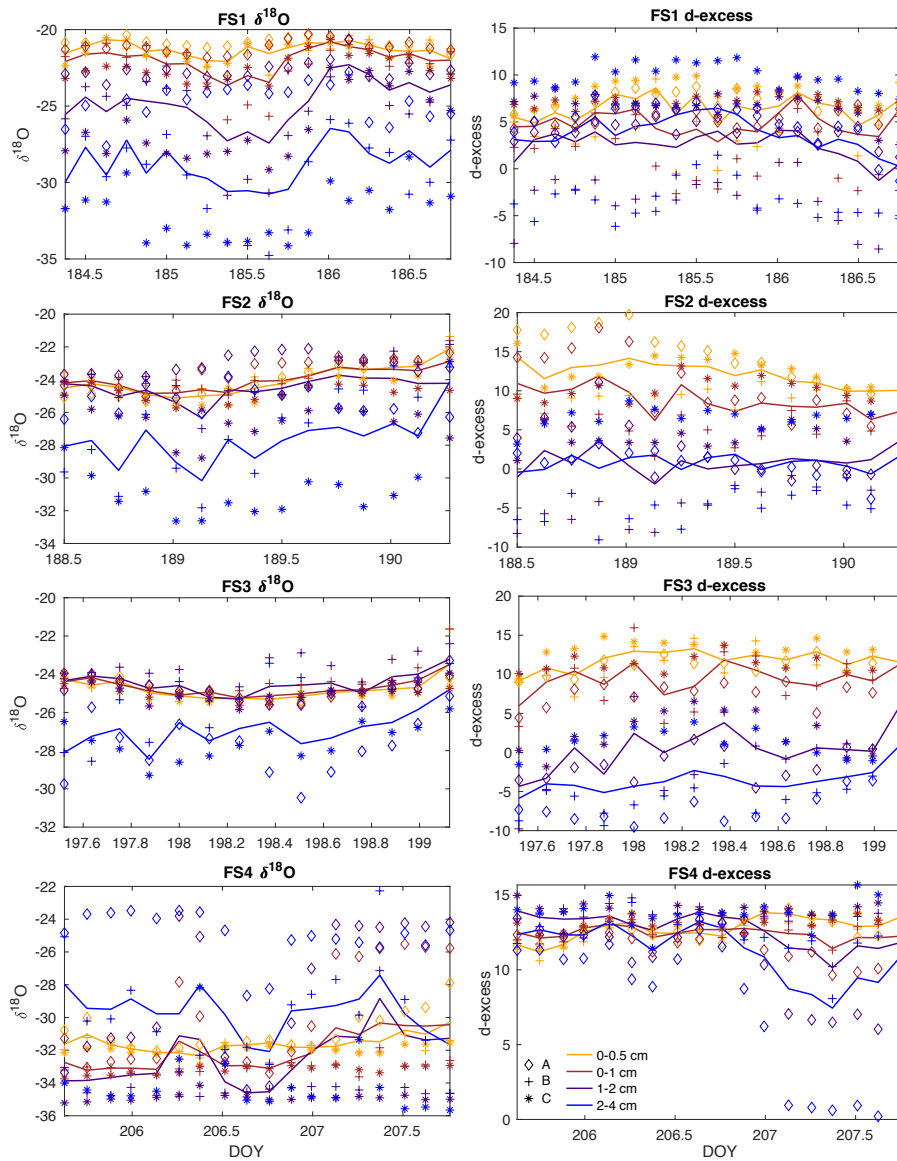 FS1 δ¹⁸O
-20
-25
-30
-35
δ¹⁸O
184.5 185 185.5 186 186.5
FS1 d-excess
15
10
5
0
-5
-10
d-excess
184.5 185 185.5 186 186.5
FS2 δ¹⁸O
-20
-22
-24
-26
-28
-30
-32
-34
δ¹⁸O
188.5 189 189.5 190
FS2 d-excess
20
15
10
5
0
-5
-10
d-excess
188.5 189 189.5 190
FS3 δ¹⁸O
-20
-22
-24
-26
-28
-30
-32
δ¹⁸O
197.6 197.8 198 198.2 198.4 198.6 198.8 199
FS3 d-excess
20
15
10
5
0
-5
-10
d-excess
197.6 197.8 198 198.2 198.4 198.6 198.8 199
FS4 δ¹⁸O
-22
-24
-26
-28
-30
-32
-34
-36
δ¹⁸O
206 206.5 207 207.5
DOY
FS4 d-excess
15
10
5
0
d-excess
A
B
C
0-0.5 cm
0-1 cm
1-2 cm
2-4 cm
206 206.5 207 207.5
DOY